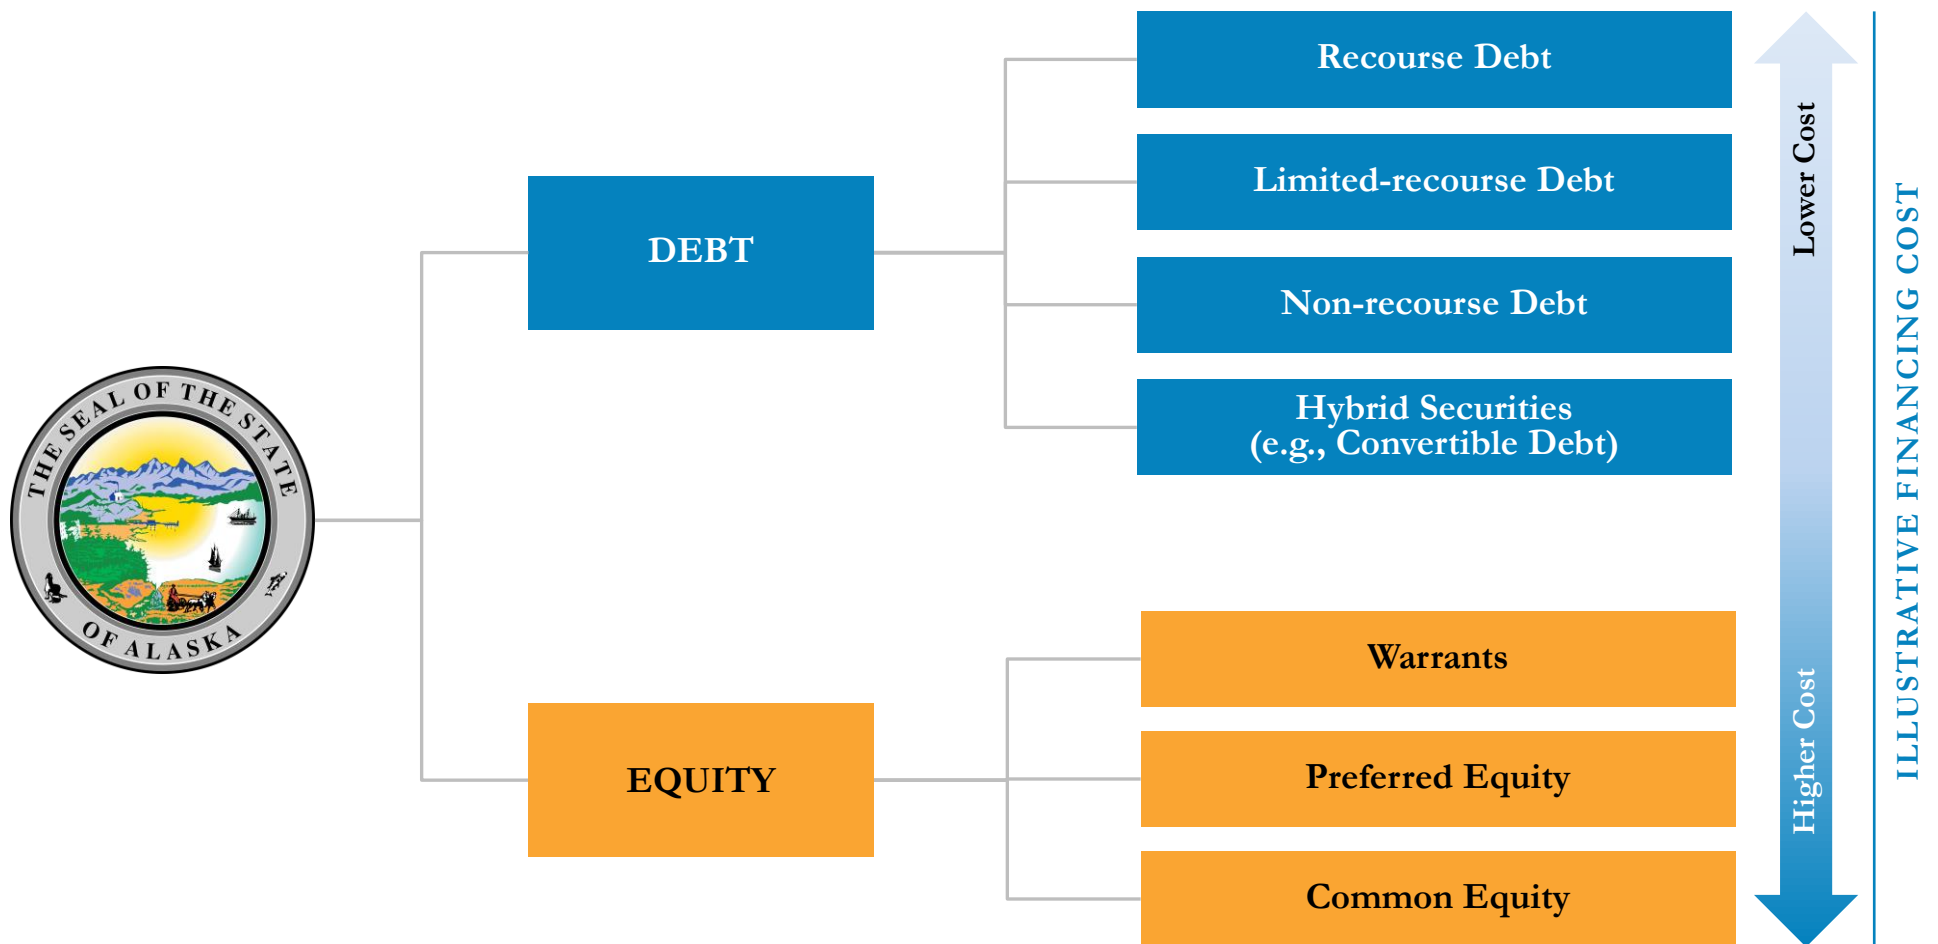 THE SEAL OF THE STATE
OF ALASKA
DEBT
EQUITY
Recourse Debt
Limited-recourse Debt
Non-recourse Debt
Hybrid Securities
(e.g., Convertible Debt)
Warrants
Preferred Equity
Common Equity
Lower Cost
Higher Cost
ILLUSTRATIVE FINANCING COST